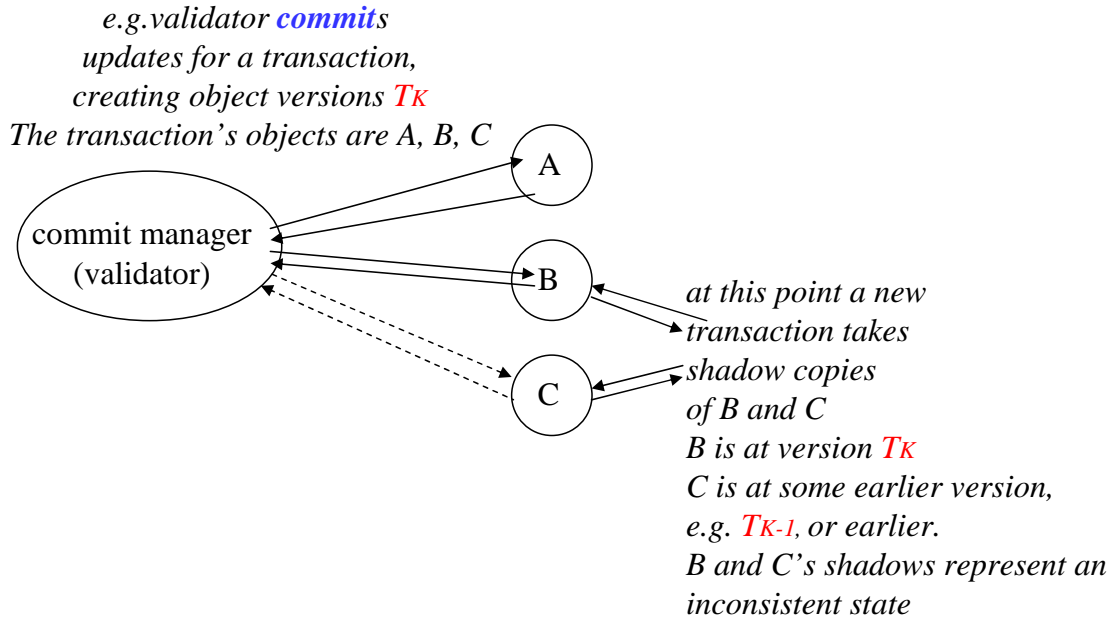 e.g.validator commits
updates for a transaction,
creating object versions TK
The transaction's objects are A, B, C
A
commit manager
(validator)
B
C
at this point a new
transaction takes
shadow copies
of B and C
B is at version TK
C is at some earlier version,
e.g. TK-1, or earlier.
B and C's shadows represent an
inconsistent state